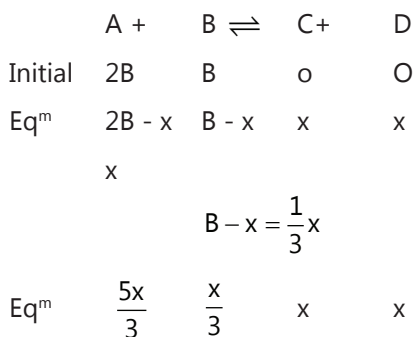 A + B ⇌ C+ D
Initial 2B B o O
Eqᵐ 2B - x B - x x x
x
B – x = 1/3 x
Eqᵐ 5x/3 x/3 x x